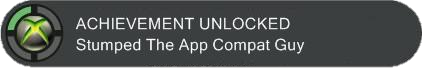 ACHIEVEMENT UNLOCKED
Stumped The App Compat Guy